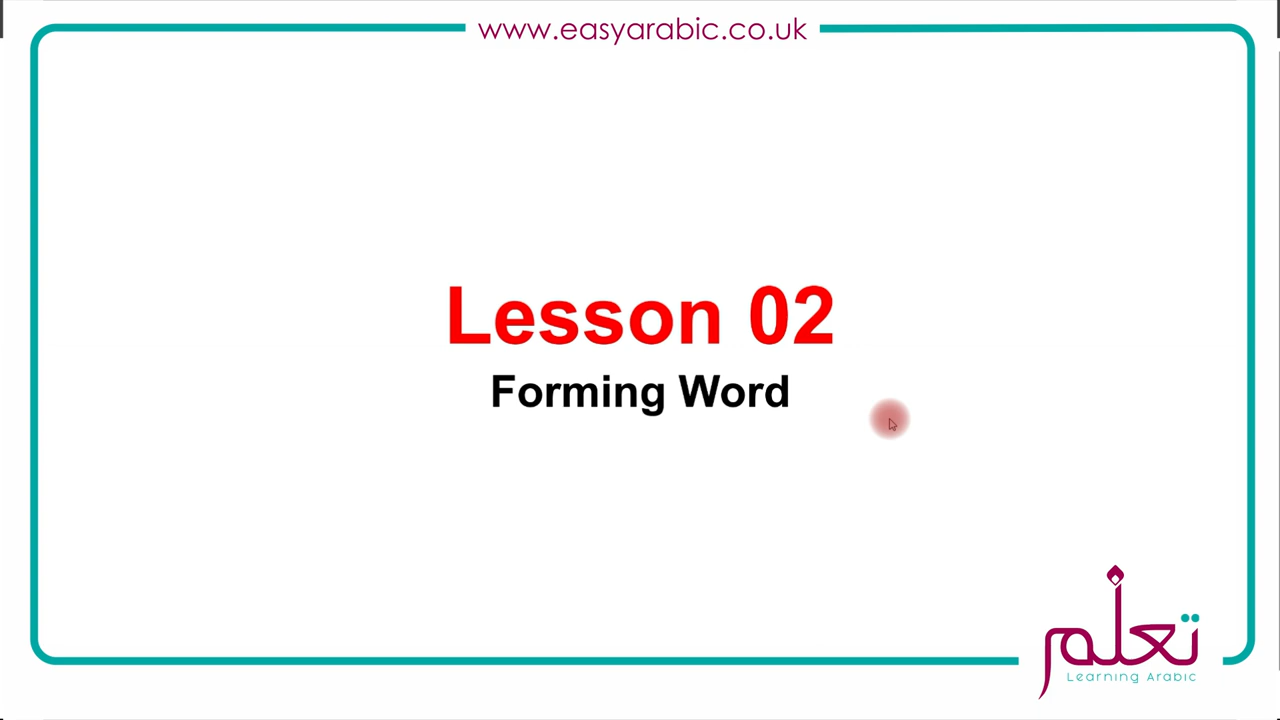 www.easyarabic.co.uk
Lesson 02
Forming Word
تعلم
Learning Arabic